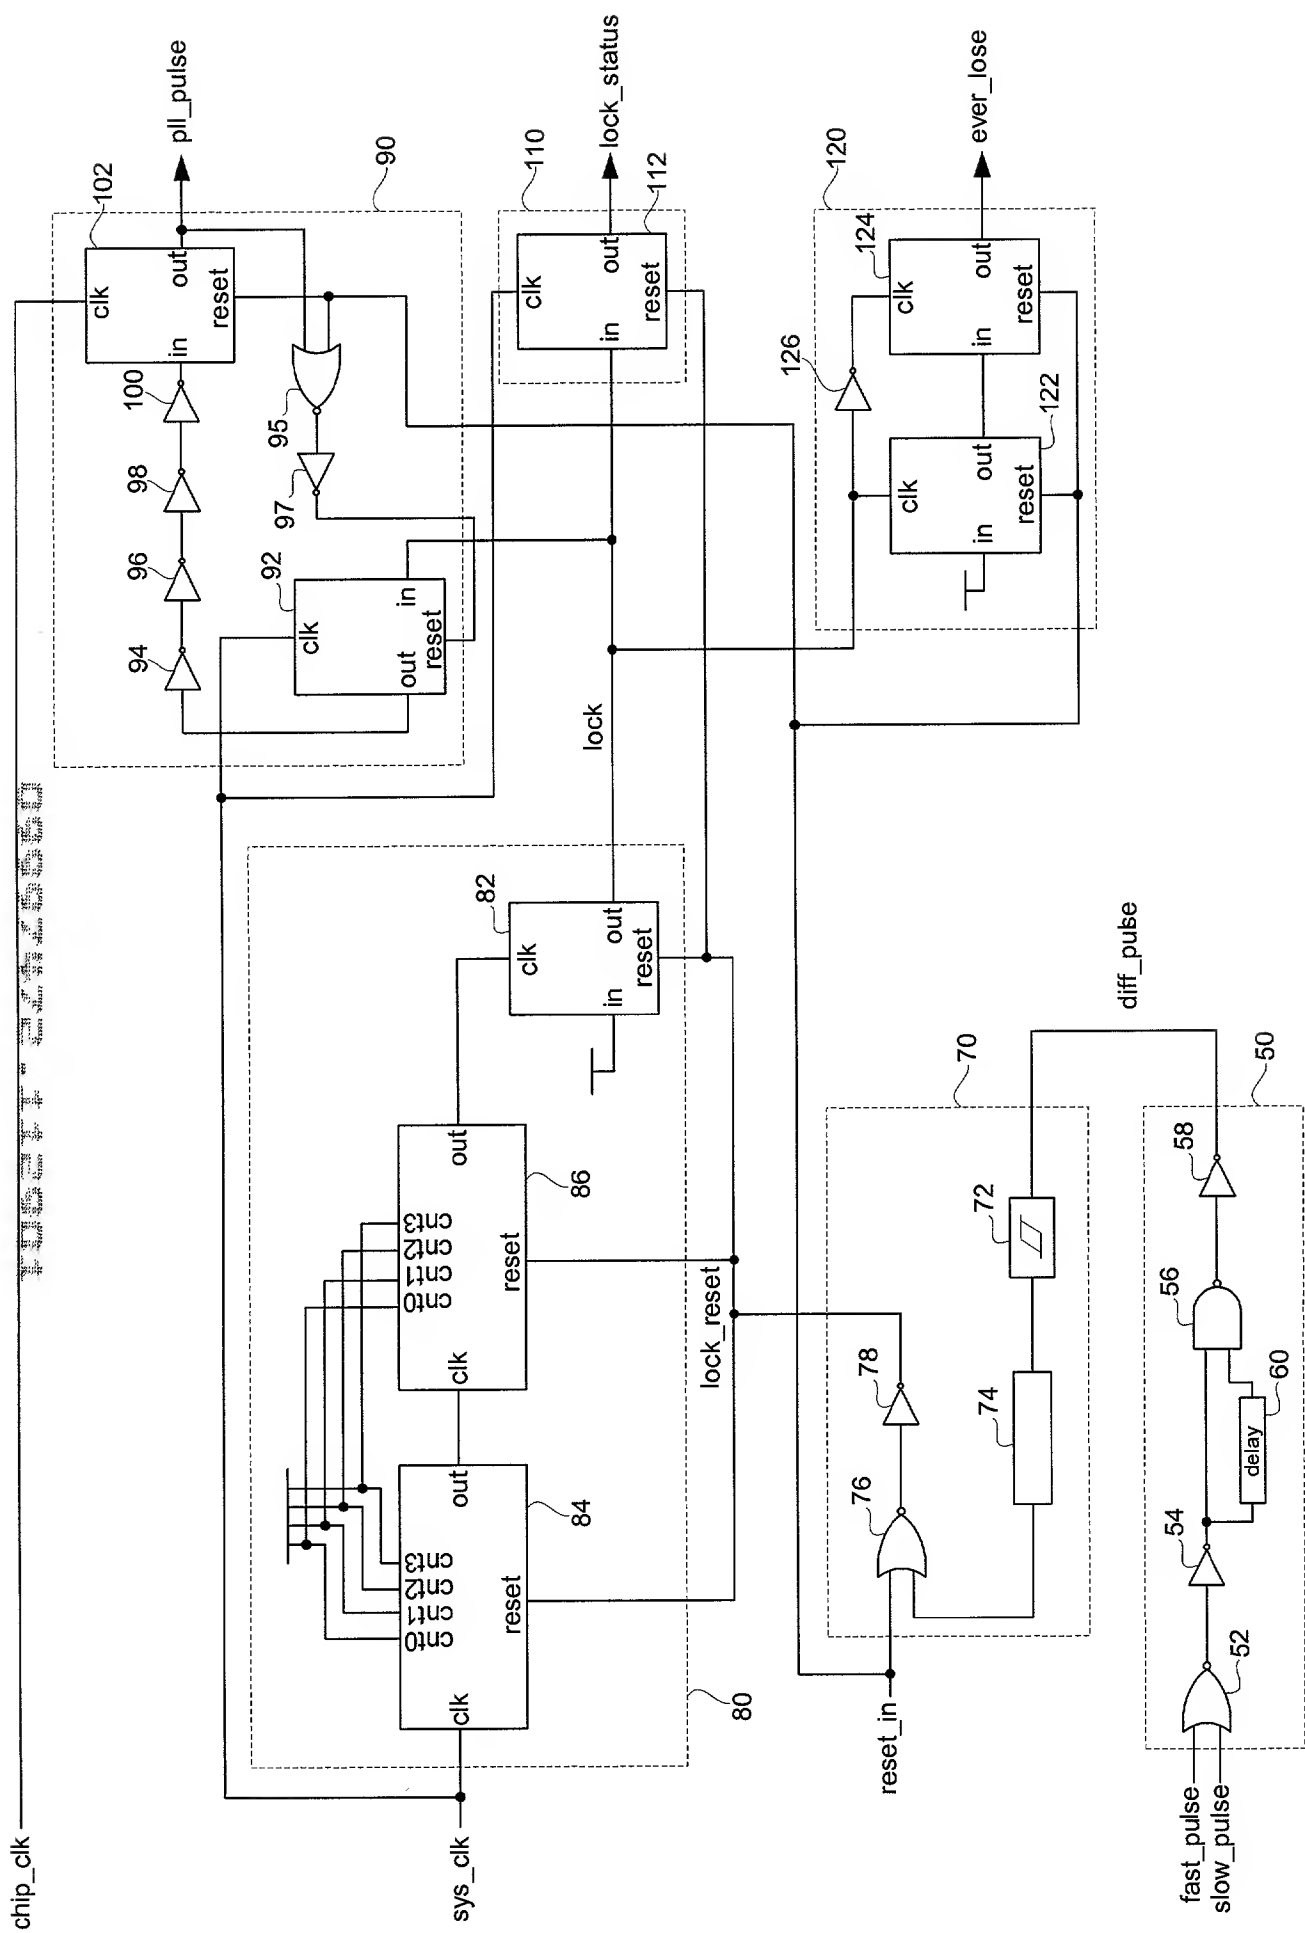 chip_clk
sys_clk
80
clk
cnt0
cnt1
cnt2
cnt3
out
reset
84
clk
cnt0
cnt1
cnt2
cnt3
out
reset
86
lock_reset
82
clk
in
out
reset
lock
90
92
clk
out
in
reset
94
96
98
100
95
97
102
clk
in
out
reset
pll_pulse
110
112
clk
in
out
reset
lock_status
120
122
clk
in
out
reset
126
124
clk
in
out
reset
ever_lose
reset_in
70
76
78
74
72
diff_pulse
50
fast_pulse
slow_pulse
52
54
delay
60
56
58